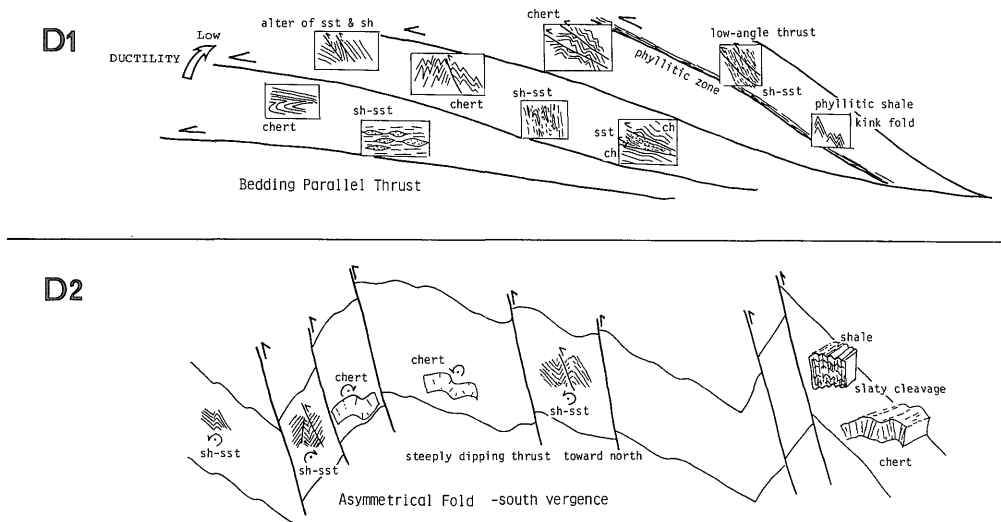 D1
alter of sst & sh
Low
DUCTILITY
chert
sh-sst
chert
sh-sst
chert
phyllitic zone
sst
ch
ch
low-angle thrust
sh-sst
phyllitic shale
kink fold
Bedding Parallel Thrust
D2
sh-sst
sh-sst
chert
chert
sh-sst
steeply dipping thrust toward north
shale
slaty cleavage
chert
Asymmetrical Fold -south vergence